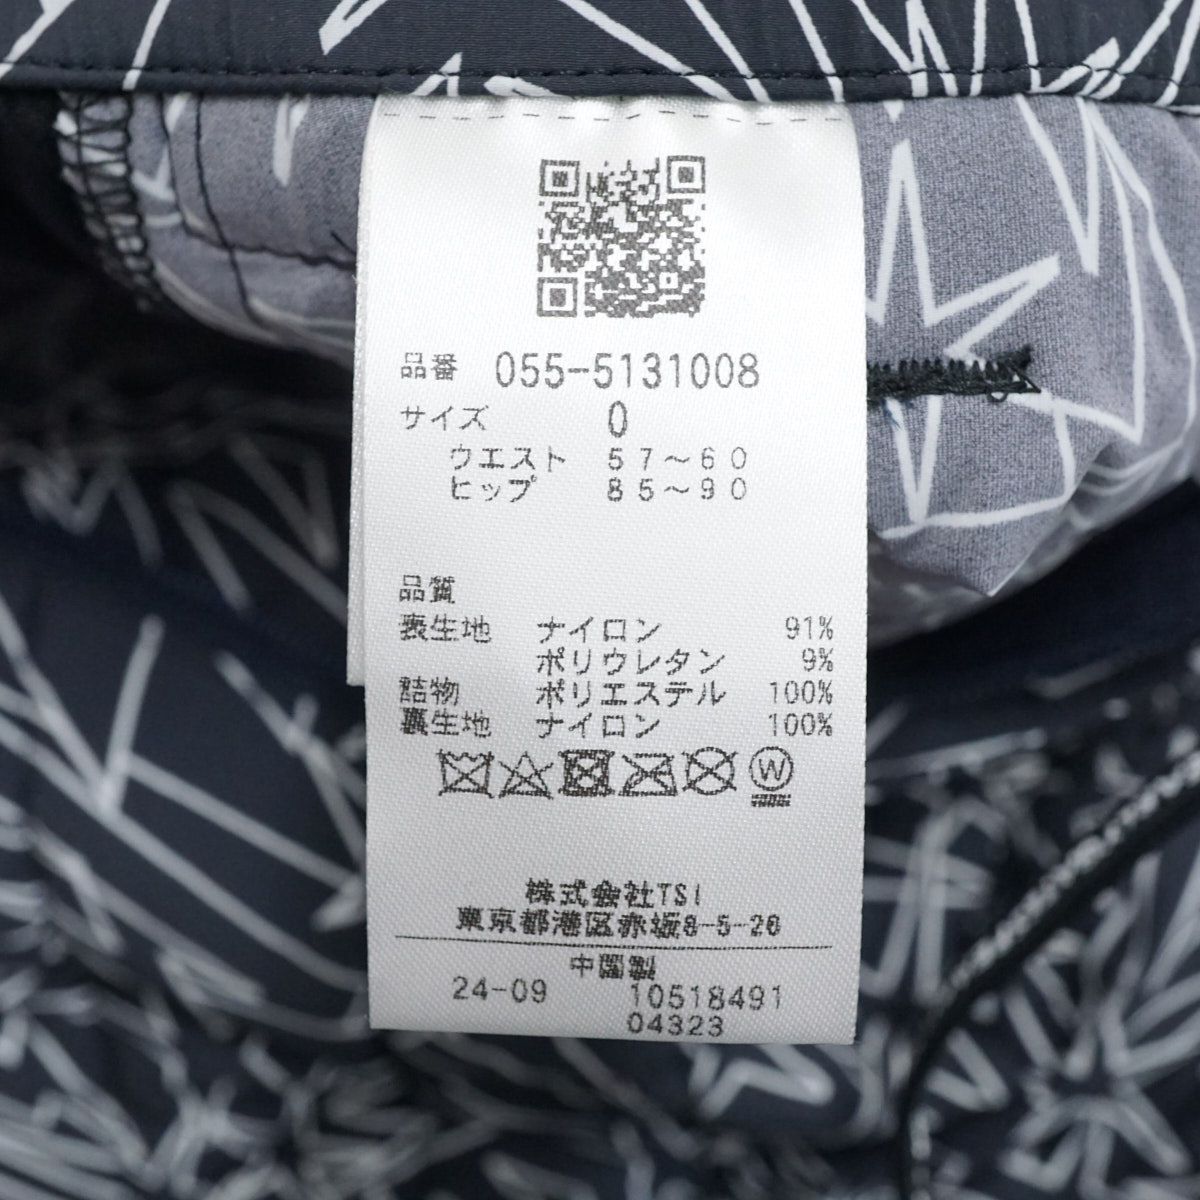 品番 055-5131008
サイズ 0
ウエスト 57～60
ヒップ 85～90
品質
表生地 ナイロン 91%
ポリウレタン 9%
詰物 ポリエステル 100%
裏生地 ナイロン 100%
W
株式会社TSI
東京都港区赤坂8-5-26
中国製
24-09 10518491
04323